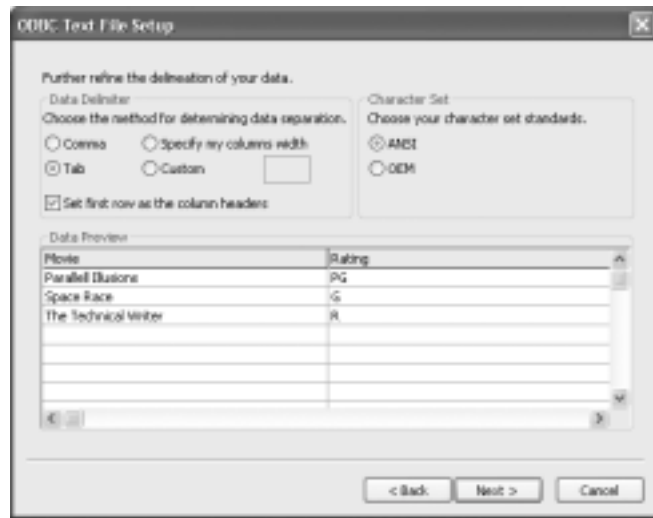 ODBC Text File Setup
Further refine the delineation of your data.
Data Delimiter
Choose the method for determining data separation.
Comma
Specify my columns width
Tab
Custom
Set first row as the column headers
Character Set
Choose your character set standards.
ANSI
OEM
Data Preview
Movie Rating
Parallell Illusions PG
Space Race G
The Technical Writer R
< Back Next > Cancel